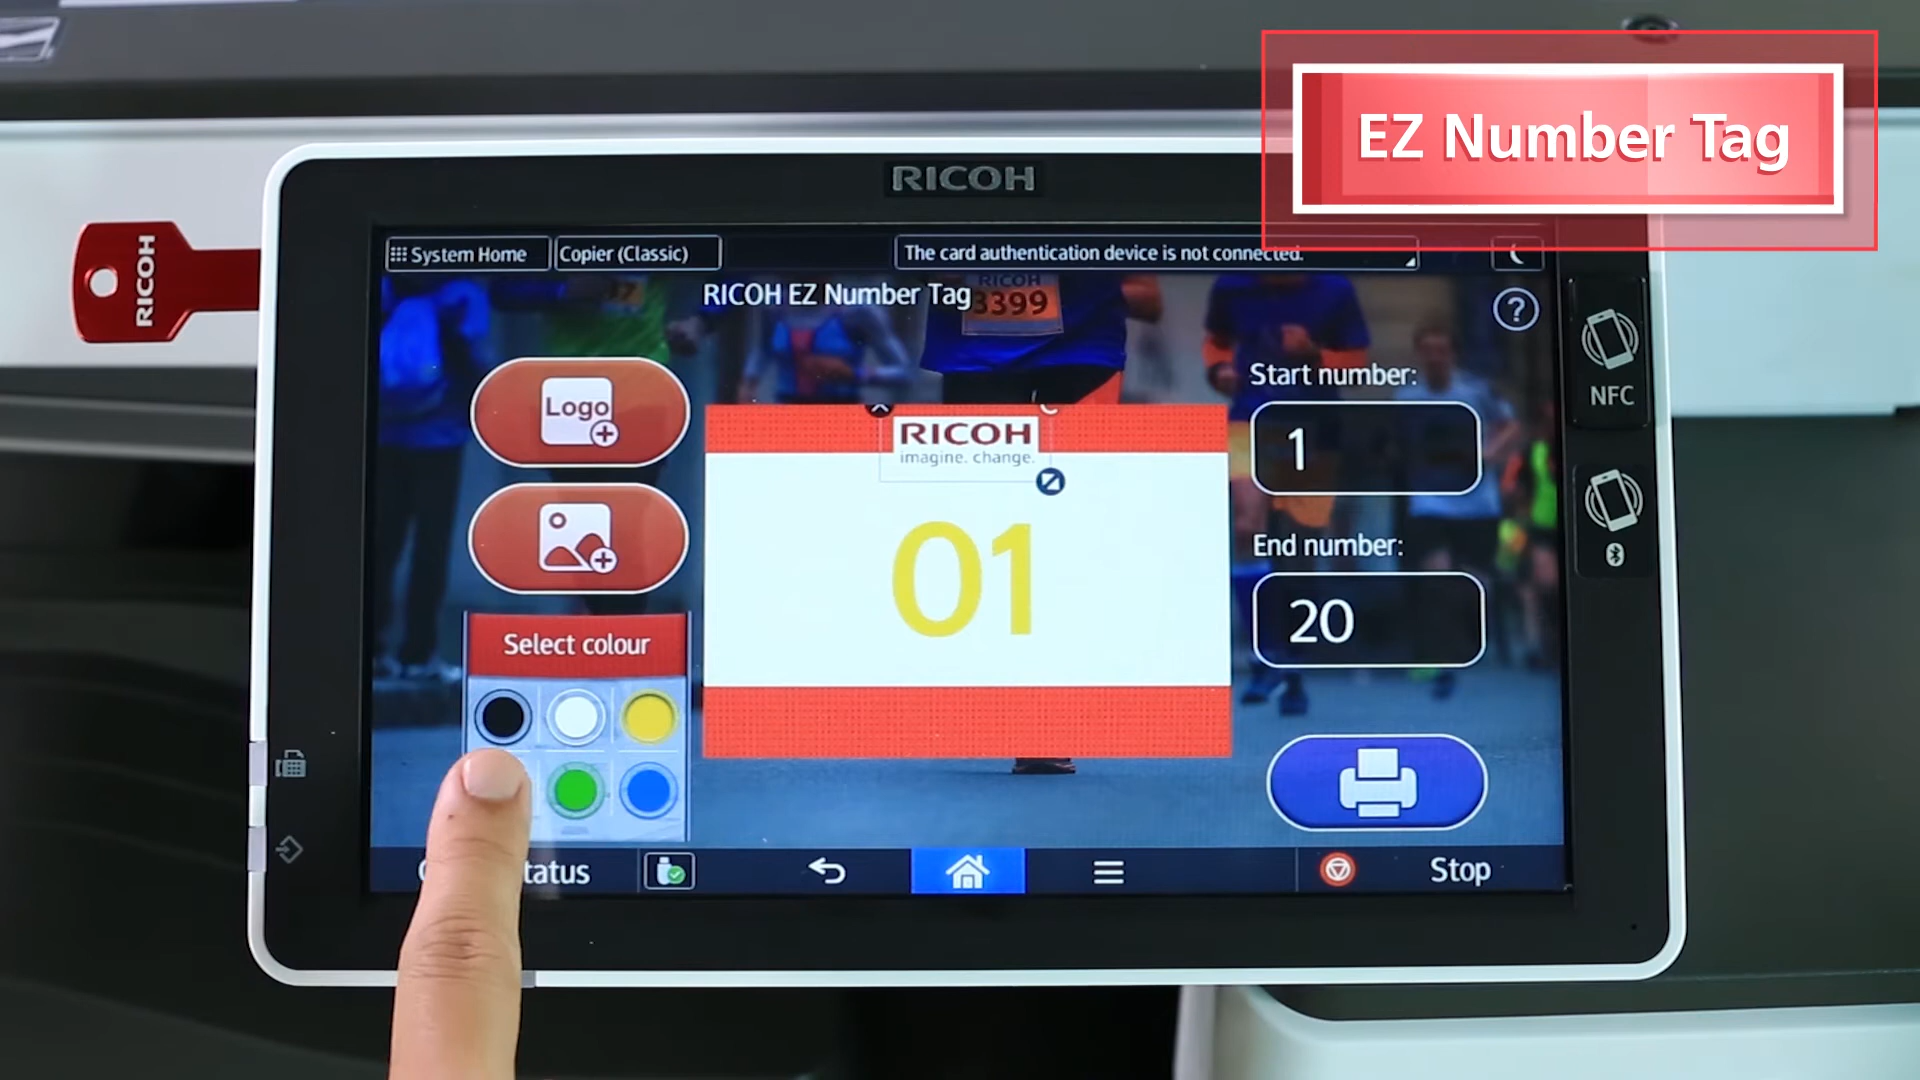 EZ Number Tag
RICOH
RICOH
System Home
Copier (Classic)
The card authentication device is not connected.
RICOH EZ Number Tag
RICOH
3399
Logo
RICOH
imagine. change.
01
Select colour
Start number:
1
End number:
20
NFC
Stop